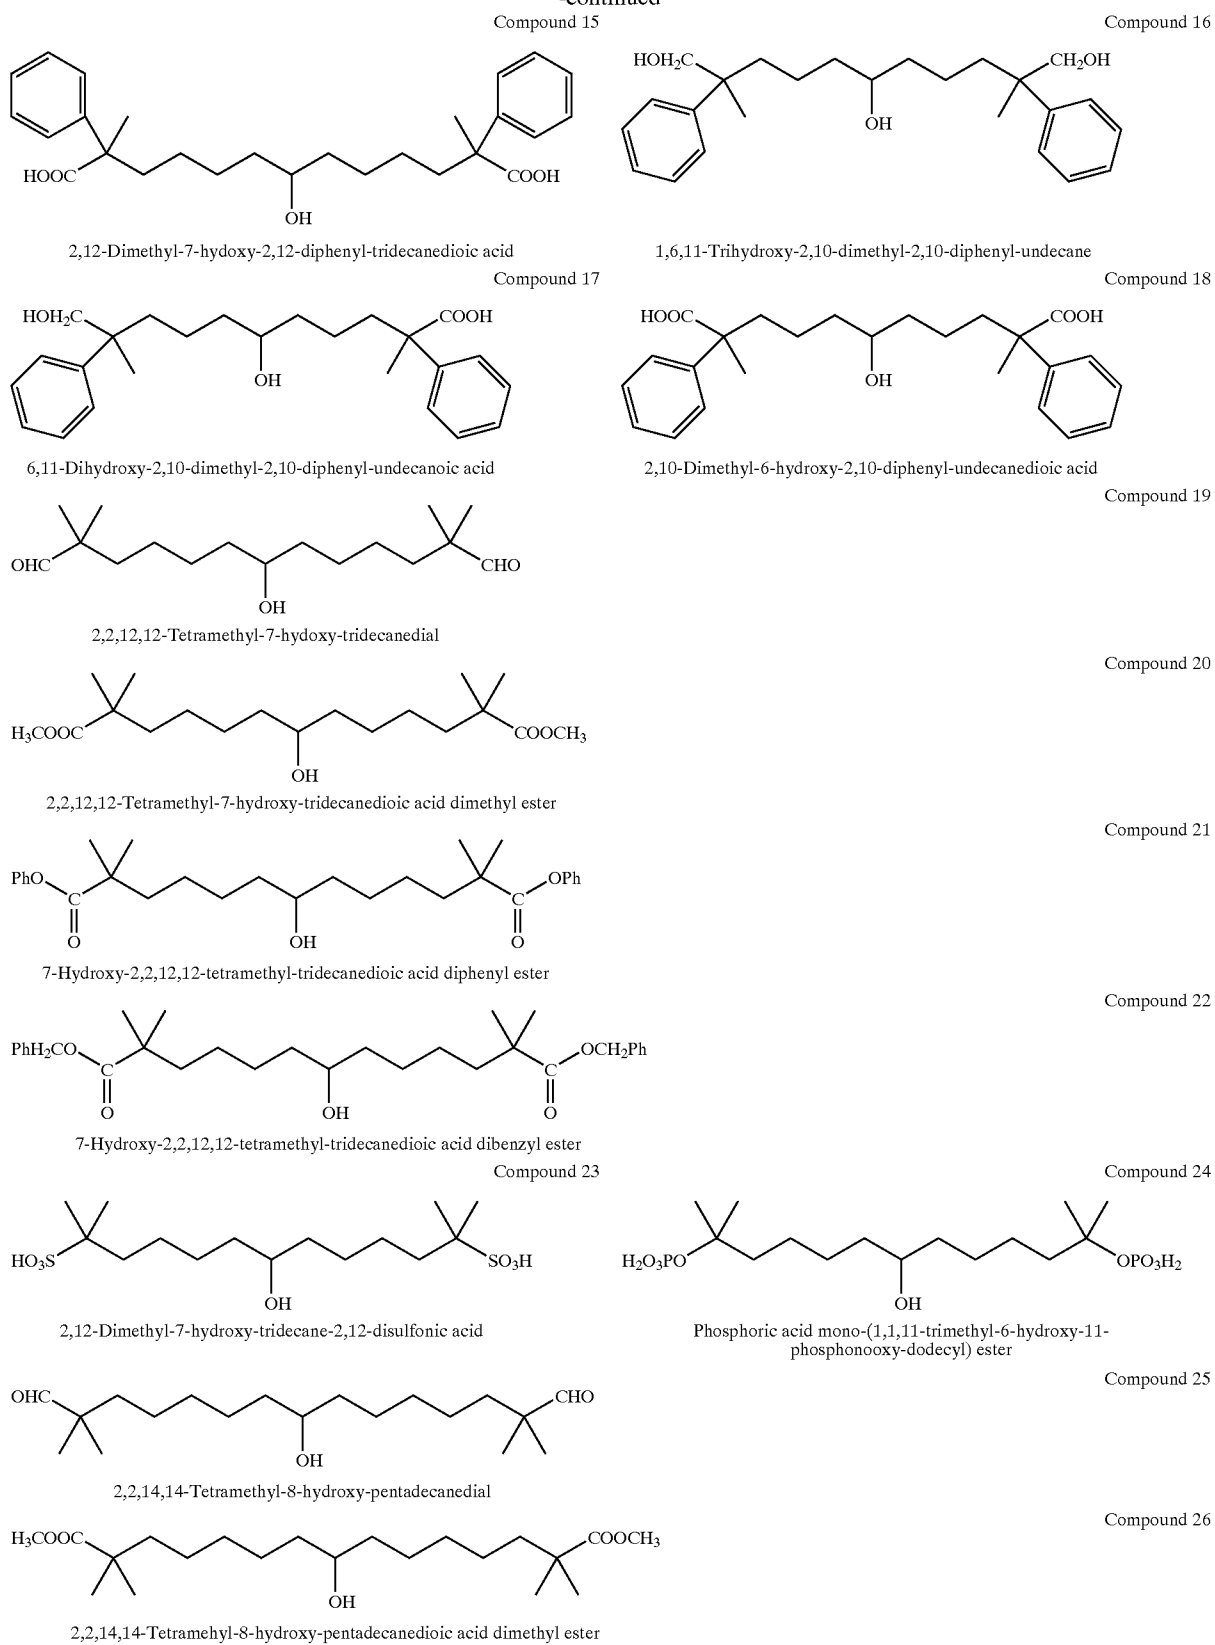 -continued
Compound 15
HOOC COOH
OH
2,12-Dimethyl-7-hydoxy-2,12-diphenyl-tridecanedioic acid
Compound 16
HOH2C CH2OH
OH
1,6,11-Trihydroxy-2,10-dimethyl-2,10-diphenyl-undecane
Compound 17
HOH2C COOH
OH
6,11-Dihydroxy-2,10-dimethyl-2,10-diphenyl-undecanoic acid
Compound 18
HOOC COOH
OH
2,10-Dimethyl-6-hydroxy-2,10-diphenyl-undecanedioic acid
Compound 19
OHC CHO
OH
2,2,12,12-Tetramethyl-7-hydoxy-tridecanedial
Compound 20
H3COOC COOCH3
OH
2,2,12,12-Tetramethyl-7-hydroxy-tridecanedioic acid dimethyl ester
Compound 21
PhO OPh
C C
O OH O
7-Hydroxy-2,2,12,12-tetramethyl-tridecanedioic acid diphenyl ester
Compound 22
PhH2CO OCH2Ph
C C
O OH O
7-Hydroxy-2,2,12,12-tetramethyl-tridecanedioic acid dibenzyl ester
Compound 23
HO3S SO3H
OH
2,12-Dimethyl-7-hydroxy-tridecane-2,12-disulfonic acid
Compound 24
H2O3PO OPO3H2
OH
Phosphoric acid mono-(1,1,11-trimethyl-6-hydroxy-11-
phosphonooxy-dodecyl) ester
Compound 25
OHC CHO
OH
2,2,14,14-Tetramethyl-8-hydroxy-pentadecanedial
Compound 26
H3COOC COOCH3
OH
2,2,14,14-Tetramehyl-8-hydroxy-pentadecanedioic acid dimethyl ester